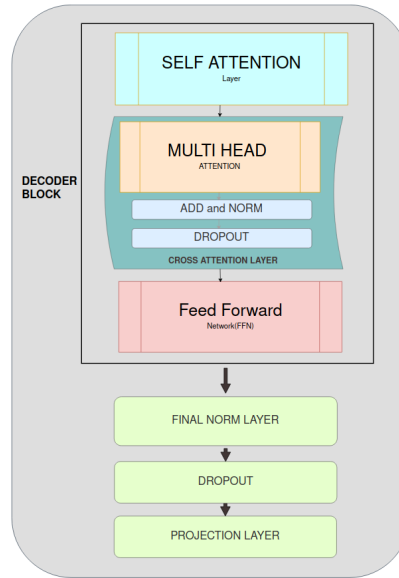 SELF ATTENTION
Layer
MULTI HEAD
ATTENTION
DECODER
BLOCK
ADD and NORM
DROPOUT
CROSS ATTENTION LAYER
Feed Forward
Network(FFN)
FINAL NORM LAYER
DROPOUT
PROJECTION LAYER